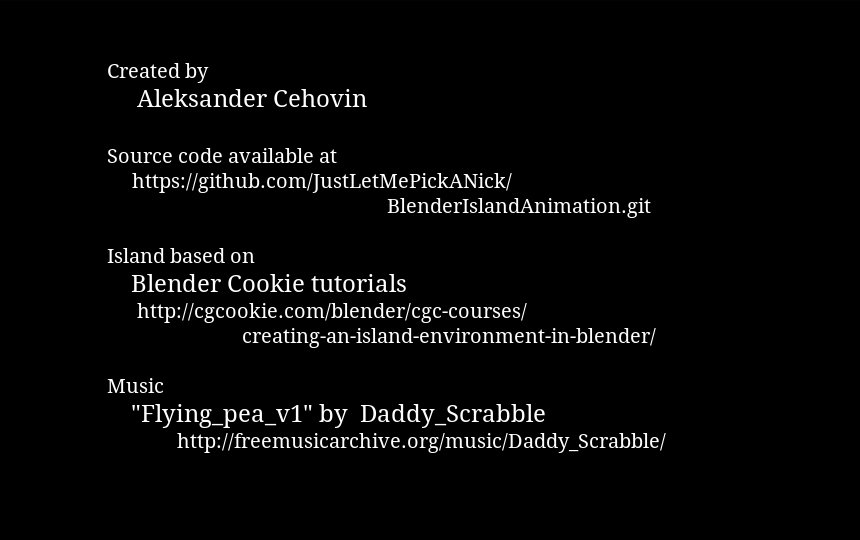 Created by
Aleksander Cehovin
Source code available at
https://github.com/JustLetMePickANick/
BlenderIslandAnimation.git
Island based on
Blender Cookie tutorials
http://cgcookie.com/blender/cgc-courses/
creating-an-island-environment-in-blender/
Music
"Flying_pea_v1" by  Daddy_Scrabble
http://freemusicarchive.org/music/Daddy_Scrabble/